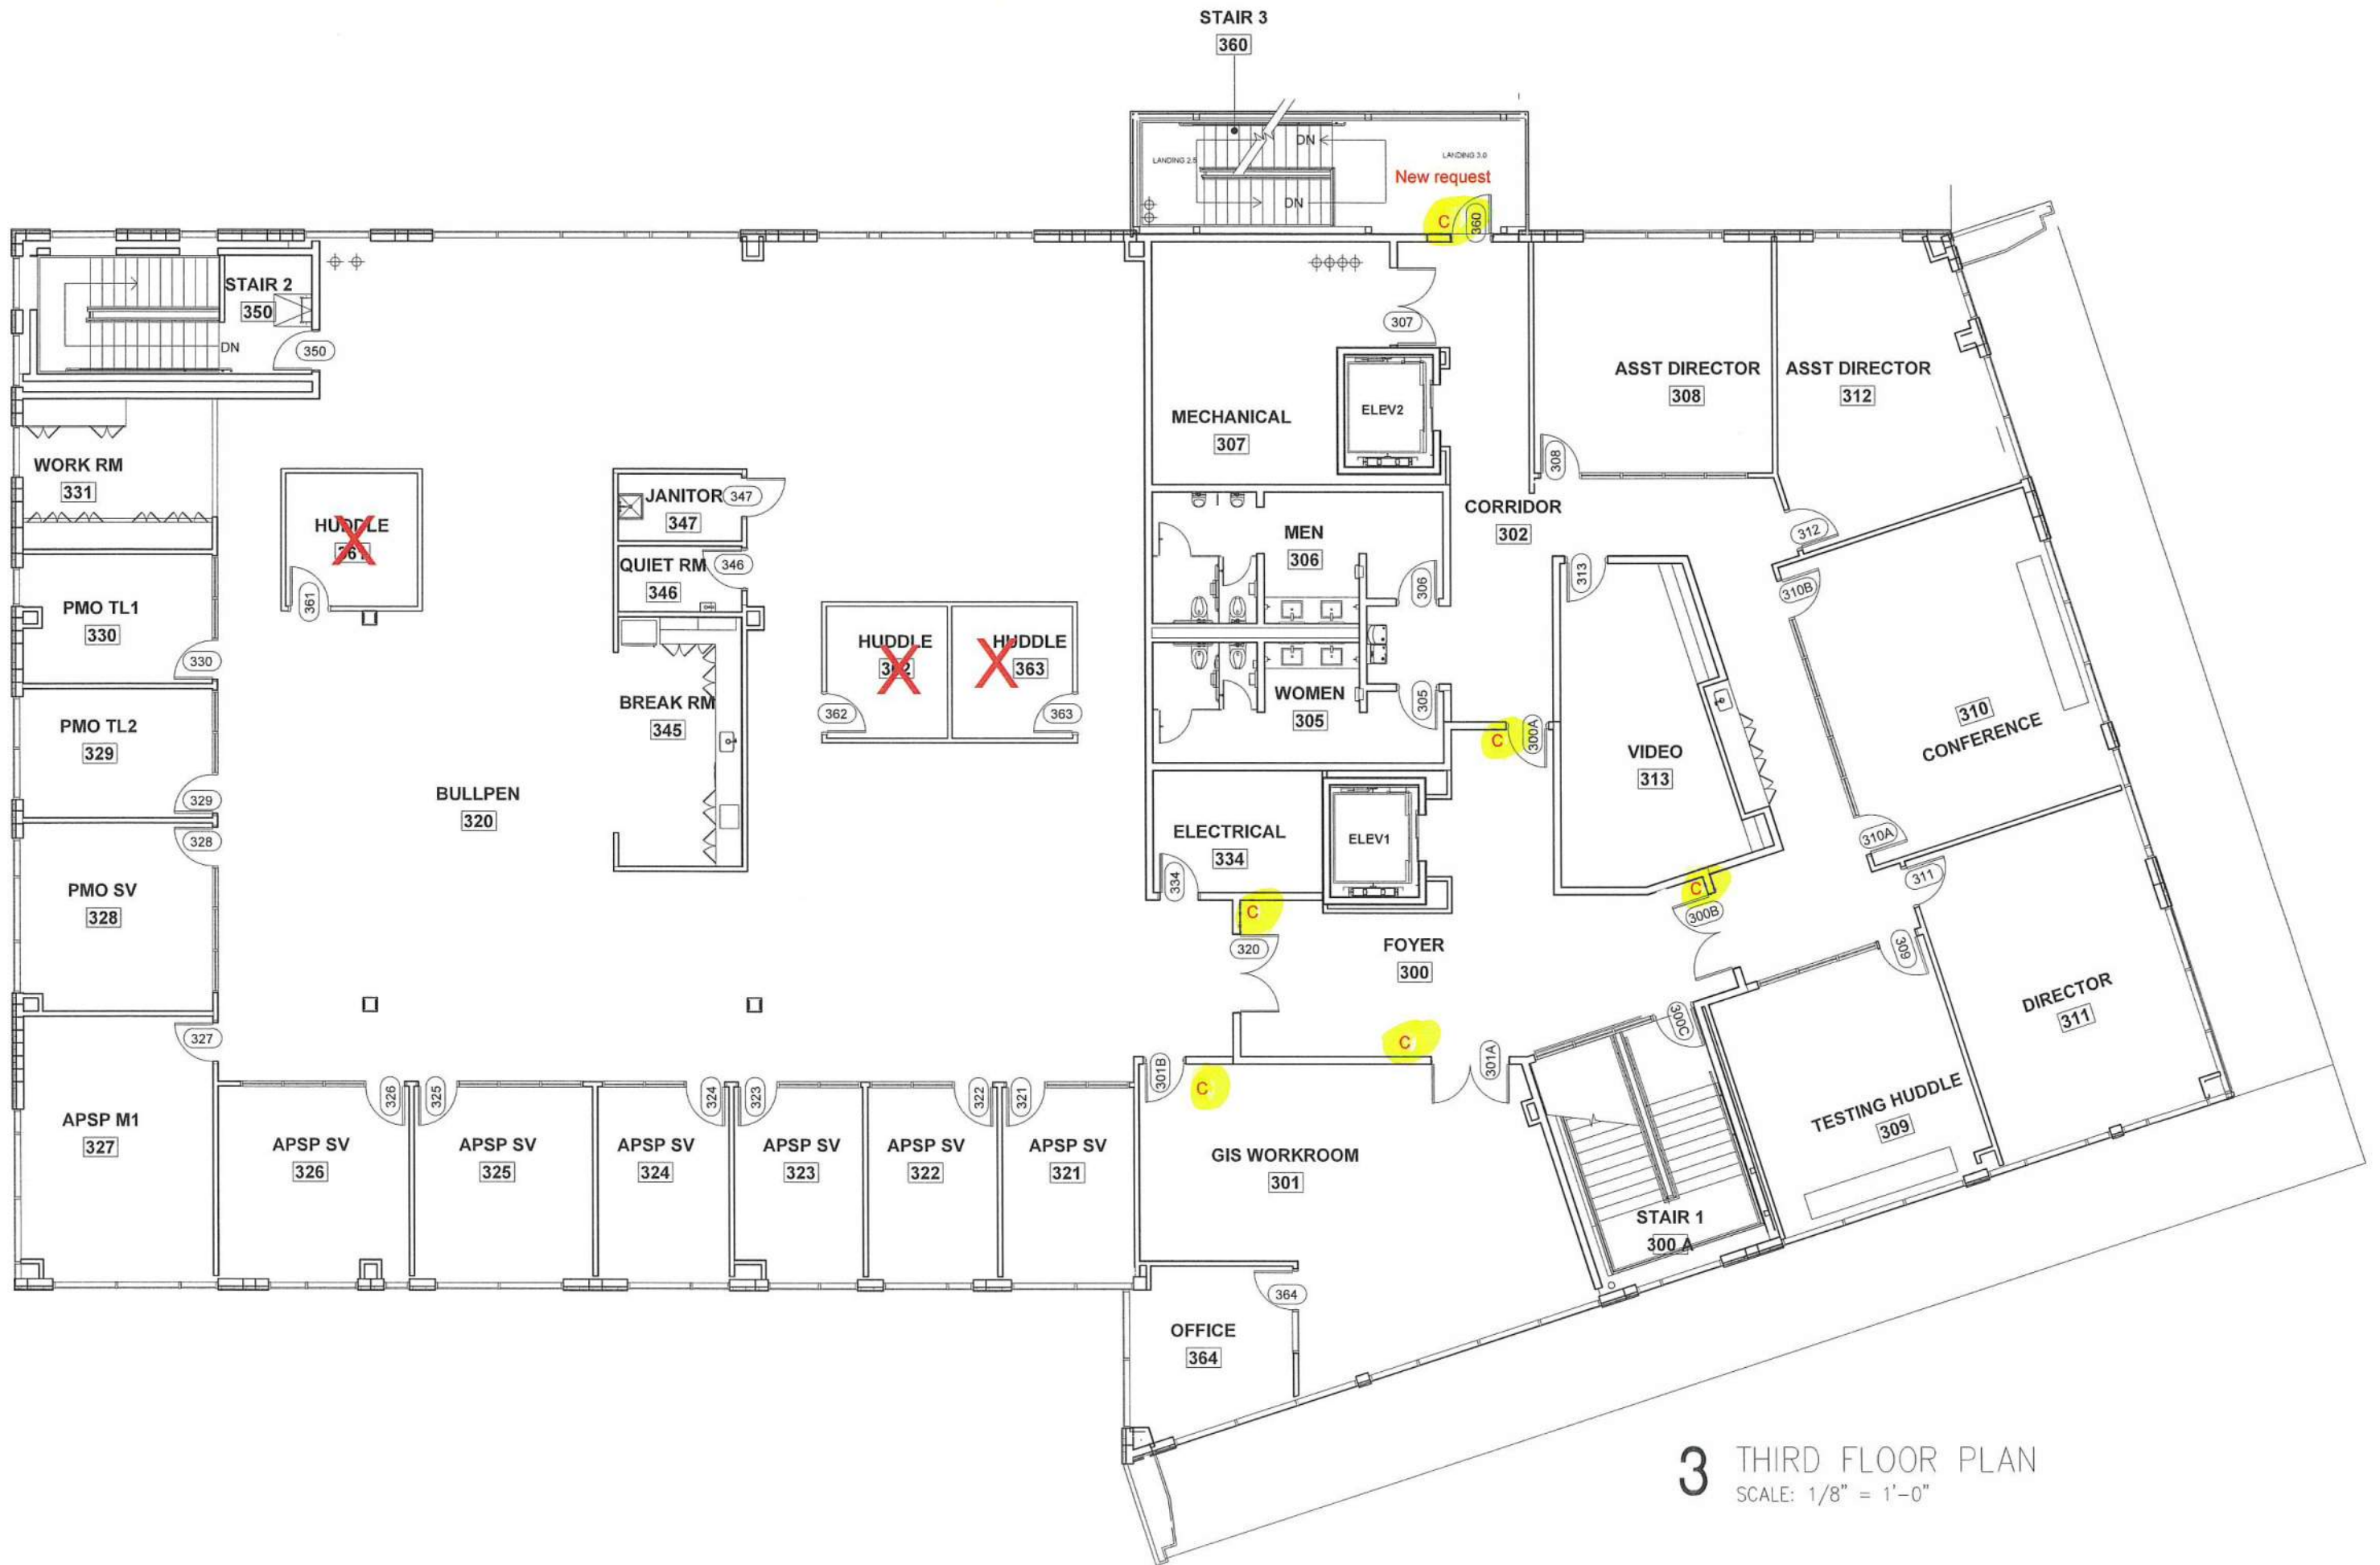 STAIR 3
360
DN
LANDING 2.5
LANDING 3.0
New request
DN
C
360
STAIR 2
350
DN
350
307
MECHANICAL
307
ELEV2
ASST DIRECTOR
308
ASST DIRECTOR
312
308
312
WORK RM
331
HUDDLE
361
JANITOR
347
347
QUIET RM
346
346
MEN
306
306
CORRIDOR
302
313
310B
PMO TL1
330
330
HUDDLE
362
HUDDLE
363
362
363
WOMEN
305
305
PMO TL2
329
329
BREAK RM
345
C
300A
VIDEO
313
310
CONFERENCE
310A
BULLPEN
320
328
PMO SV
328
ELECTRICAL
334
334
ELEV1
C
320
FOYER
300
C
300B
311
309
DIRECTOR
311
327
APSP M1
327
C
301A
300C
301B
C
326
325
324
323
322
321
APSP SV
326
APSP SV
325
APSP SV
324
APSP SV
323
APSP SV
322
APSP SV
321
GIS WORKROOM
301
TESTING HUDDLE
309
STAIR 1
300 A
364
OFFICE
364
3 THIRD FLOOR PLAN
SCALE: 1/8" = 1'-0"